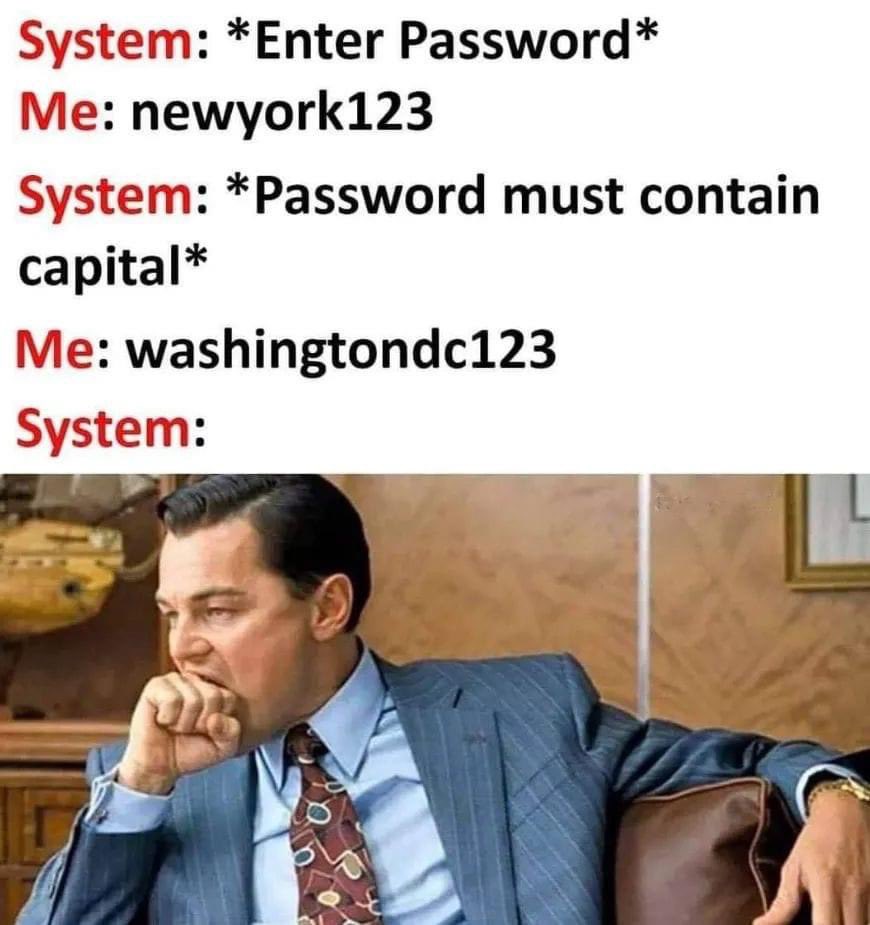 System: *Enter Password*
Me: newyork123
System: *Password must contain
capital*
Me: washingtondc123
System: